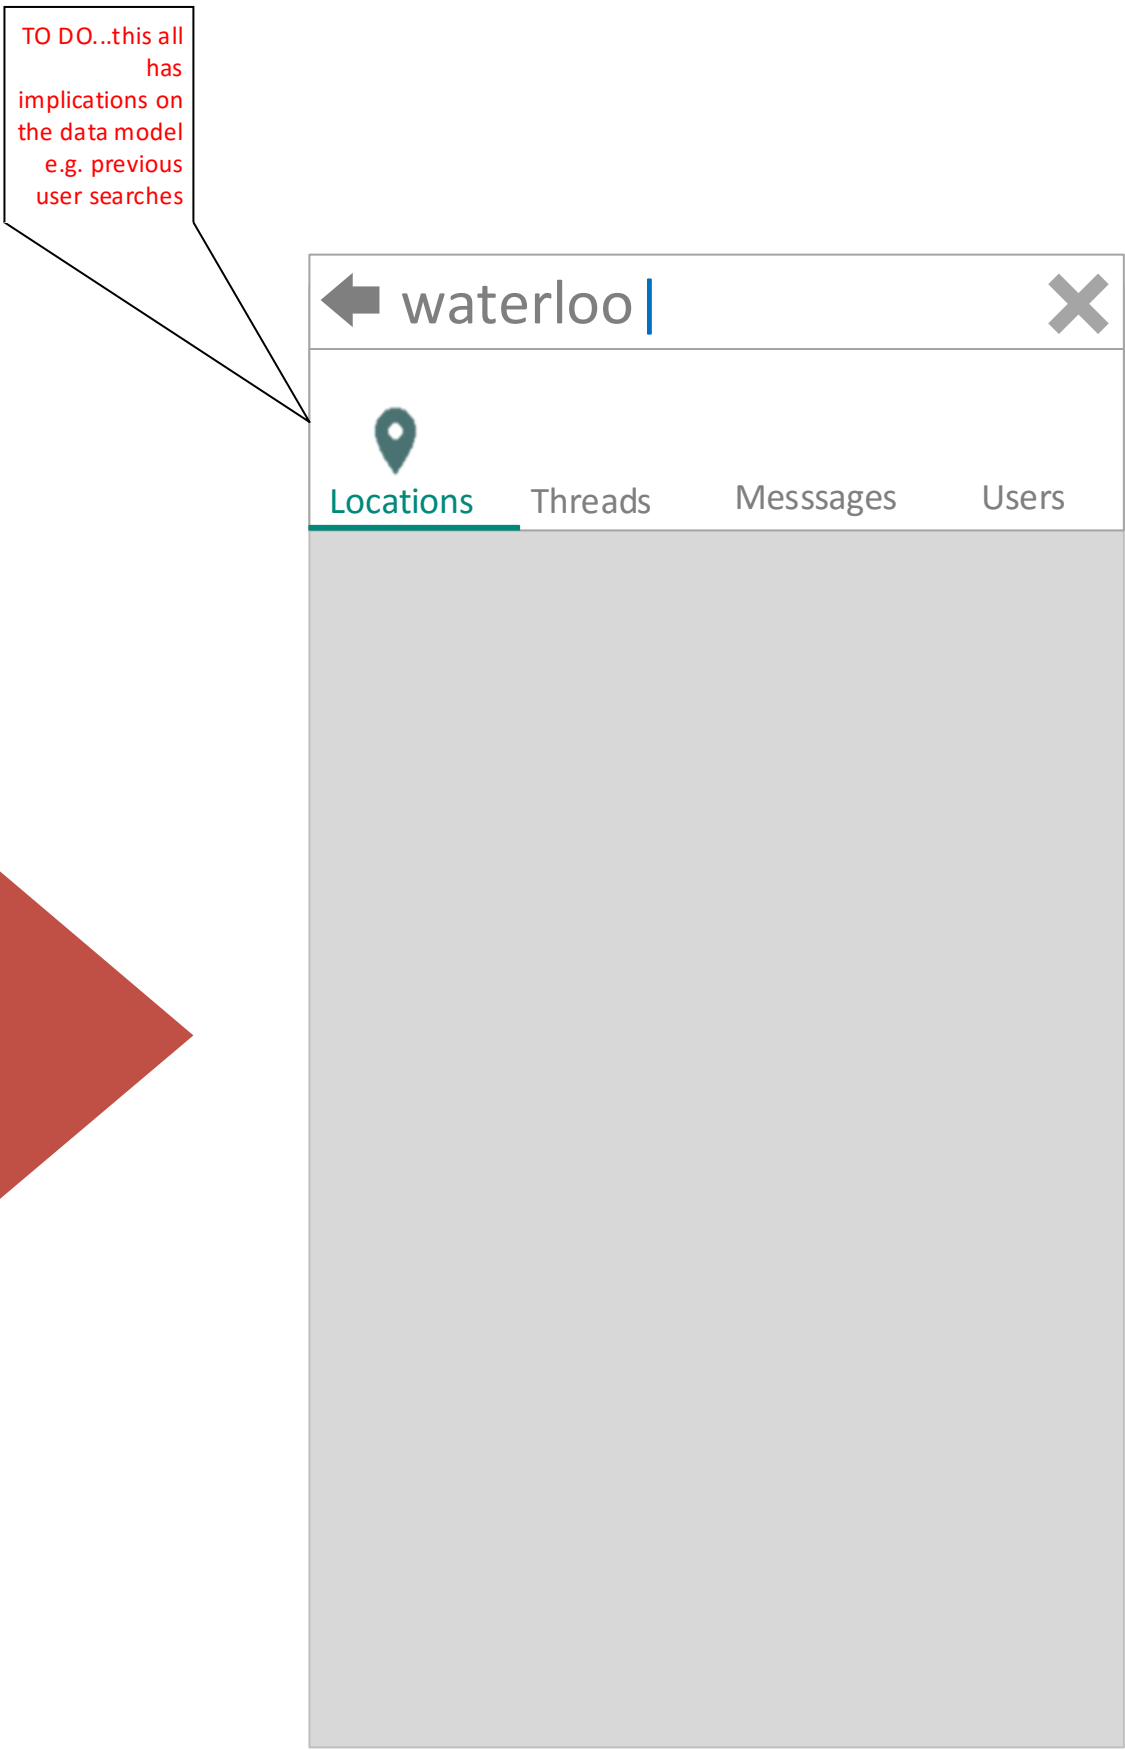 TO DO...this all
has
implications on
the data model
e.g. previous
user searches
waterloo
Locations
Threads
Messsages
Users